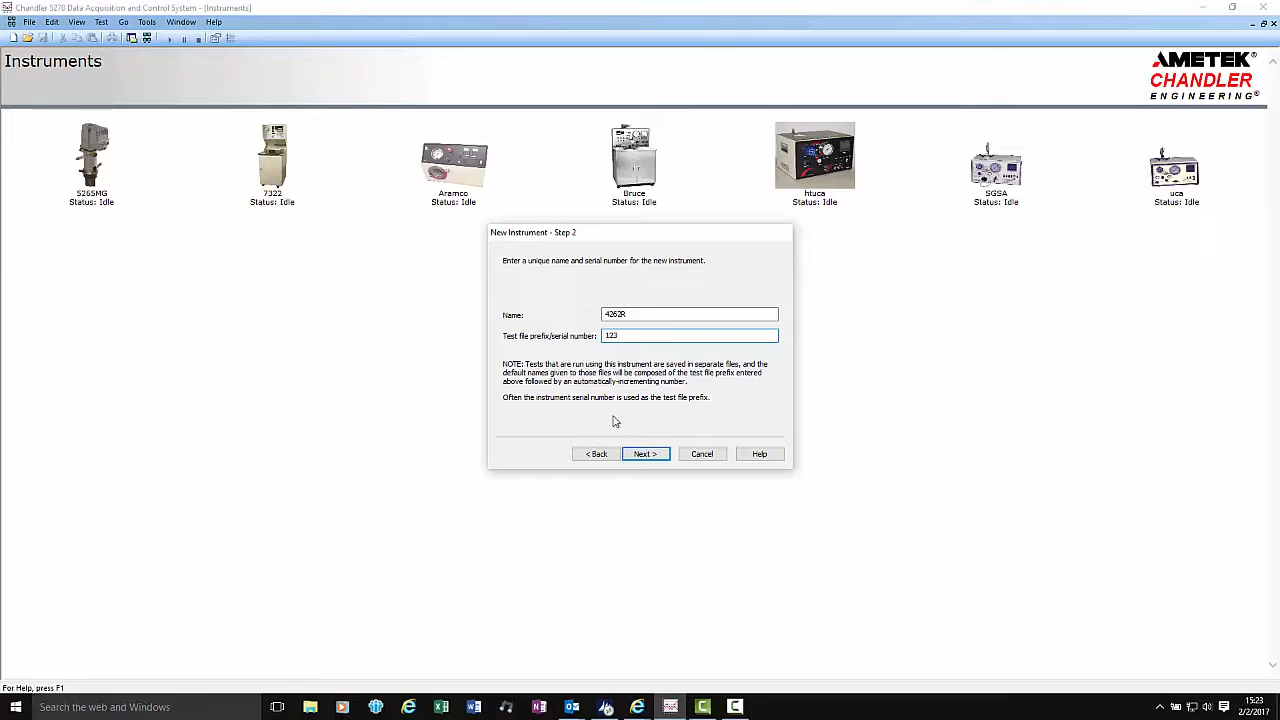 Chandler 5270 Data Acquisition and Control System - [Instruments]
File Edit View Test Go Tools Window Help
Instruments
AMETEK®
CHANDLER
ENGINEERING®
5265MG
Status: Idle
7322
Status: Idle
Aramco
Status: Idle
Bruce
Status: Idle
htuca
Status: Idle
SGSA
Status: Idle
uca
Status: Idle
New Instrument - Step 2
Enter a unique name and serial number for the new instrument.
Name: 4262R
Test file prefix/serial number: 123
NOTE: Tests that are run using this instrument are saved in separate files, and the
default names given to those files will be composed of the test file prefix entered
above followed by an automatically-incrementing number.
Often the instrument serial number is used as the test file prefix.
< Back Next > Cancel Help
For Help, press F1
Search the web and Windows
15:23
2/2/2017